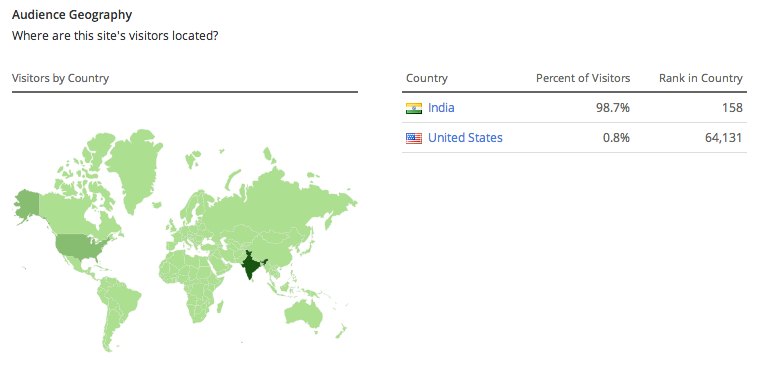 Audience Geography
Where are this site's visitors located?
Visitors by Country
Country Percent of Visitors Rank in Country
India 98.7% 158
United States 0.8% 64,131